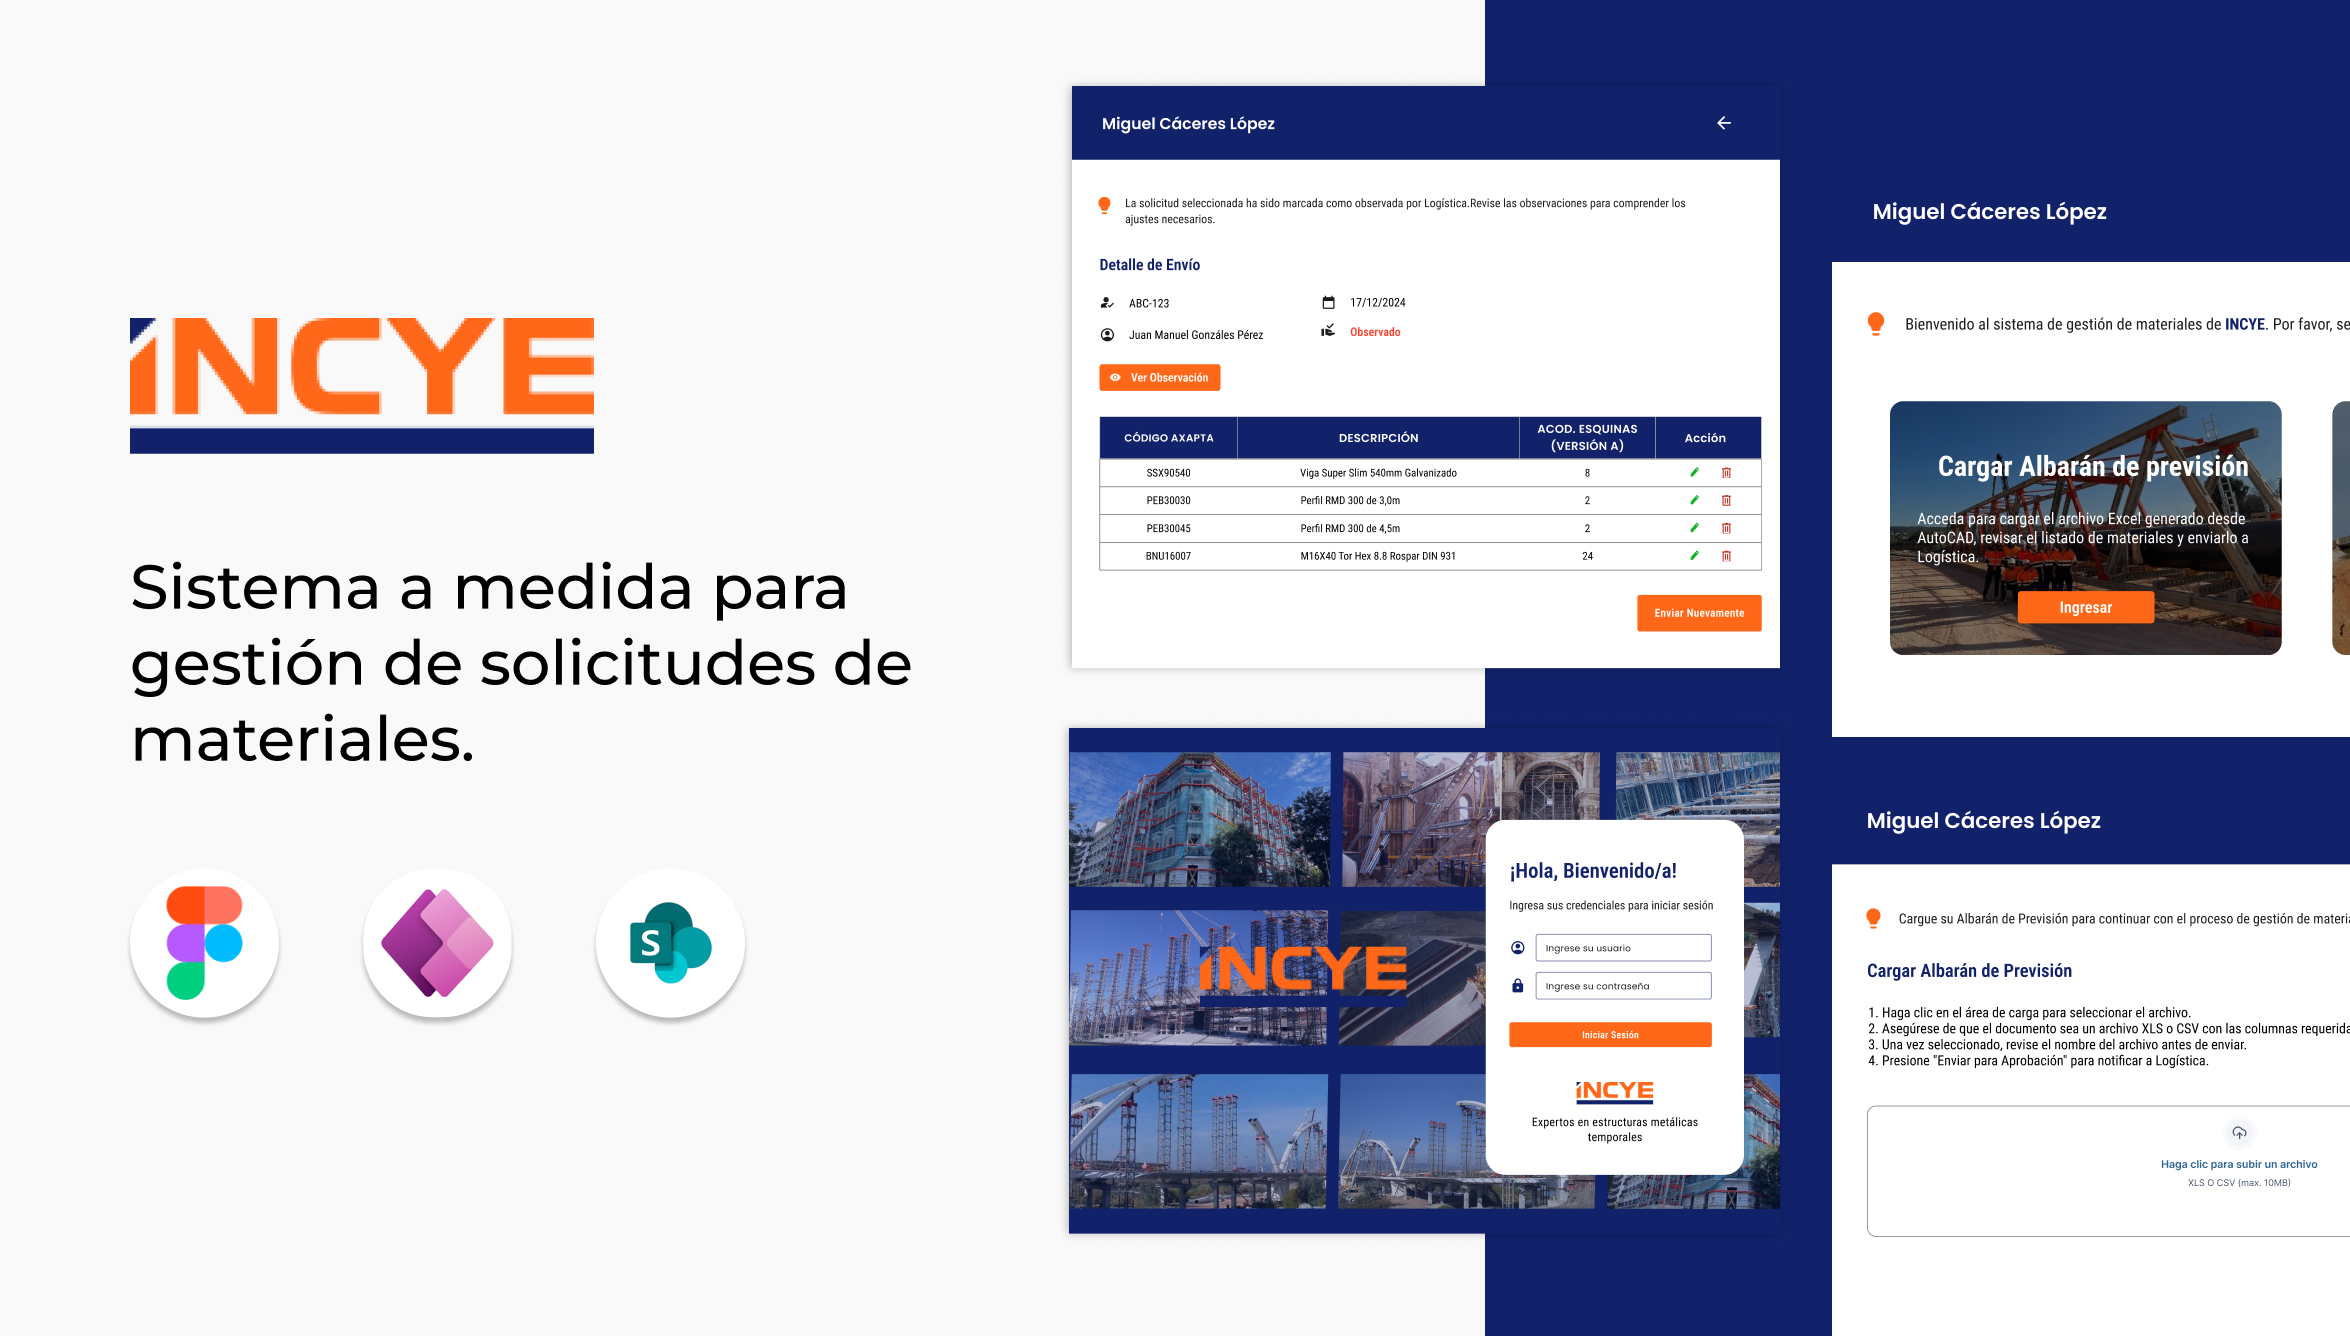 INCYE
Sistema a medida para
gestión de solicitudes de
materiales.
S
Miguel Cáceres López
La solicitud seleccionada ha sido marcada como observada por Logística.Revise las observaciones para comprender los
ajustes necesarios.
Detalle de Envío
ABC-123
17/12/2024
Juan Manuel Gonzáles Pérez
Observado
Ver Observación
CÓDIGO AXAPTA DESCRIPCIÓN ACOD. ESQUINAS (VERSIÓN A) Acción
SSX90540 Viga Super Slim 540mm Galvanizado 8
PEB30030 Perfil RMD 300 de 3,0m 2
PEB30045 Perfil RMD 300 de 4,5m 2
BNU16007 M16X40 Tor Hex 8.8 Rospar DIN 931 24
Enviar Nuevamente
INCYE
¡Hola, Bienvenido/a!
Ingresa sus credenciales para iniciar sesión
Ingrese su usuario
Ingrese su contraseña
Iniciar Sesión
INCYE
Expertos en estructuras metálicas
temporales
Miguel Cáceres López
Bienvenido al sistema de gestión de materiales de INCYE. Por favor, se
Cargar Albarán de previsión
Acceda para cargar el archivo Excel generado desde
AutoCAD, revisar el listado de materiales y enviarlo a
Logística.
Ingresar
Miguel Cáceres López
Cargue su Albarán de Previsión para continuar con el proceso de gestión de materia
Cargar Albarán de Previsión
1. Haga clic en el área de carga para seleccionar el archivo.
2. Asegúrese de que el documento sea un archivo XLS o CSV con las columnas requerida
3. Una vez seleccionado, revise el nombre del archivo antes de enviar.
4. Presione "Enviar para Aprobación" para notificar a Logística.
Haga clic para subir un archivo
XLS O CSV (max. 10MB)